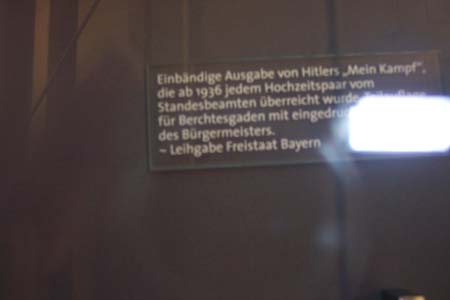 Einbändige Ausgabe von Hitlers „Mein Kampf“,
die ab 1936 jedem Hochzeitspaar vom
Standesbeamten überreicht wurde. Teilauflage
für Berchtesgaden mit
des Bürgermeisters.
~ Leihgabe Freistaat Bayern